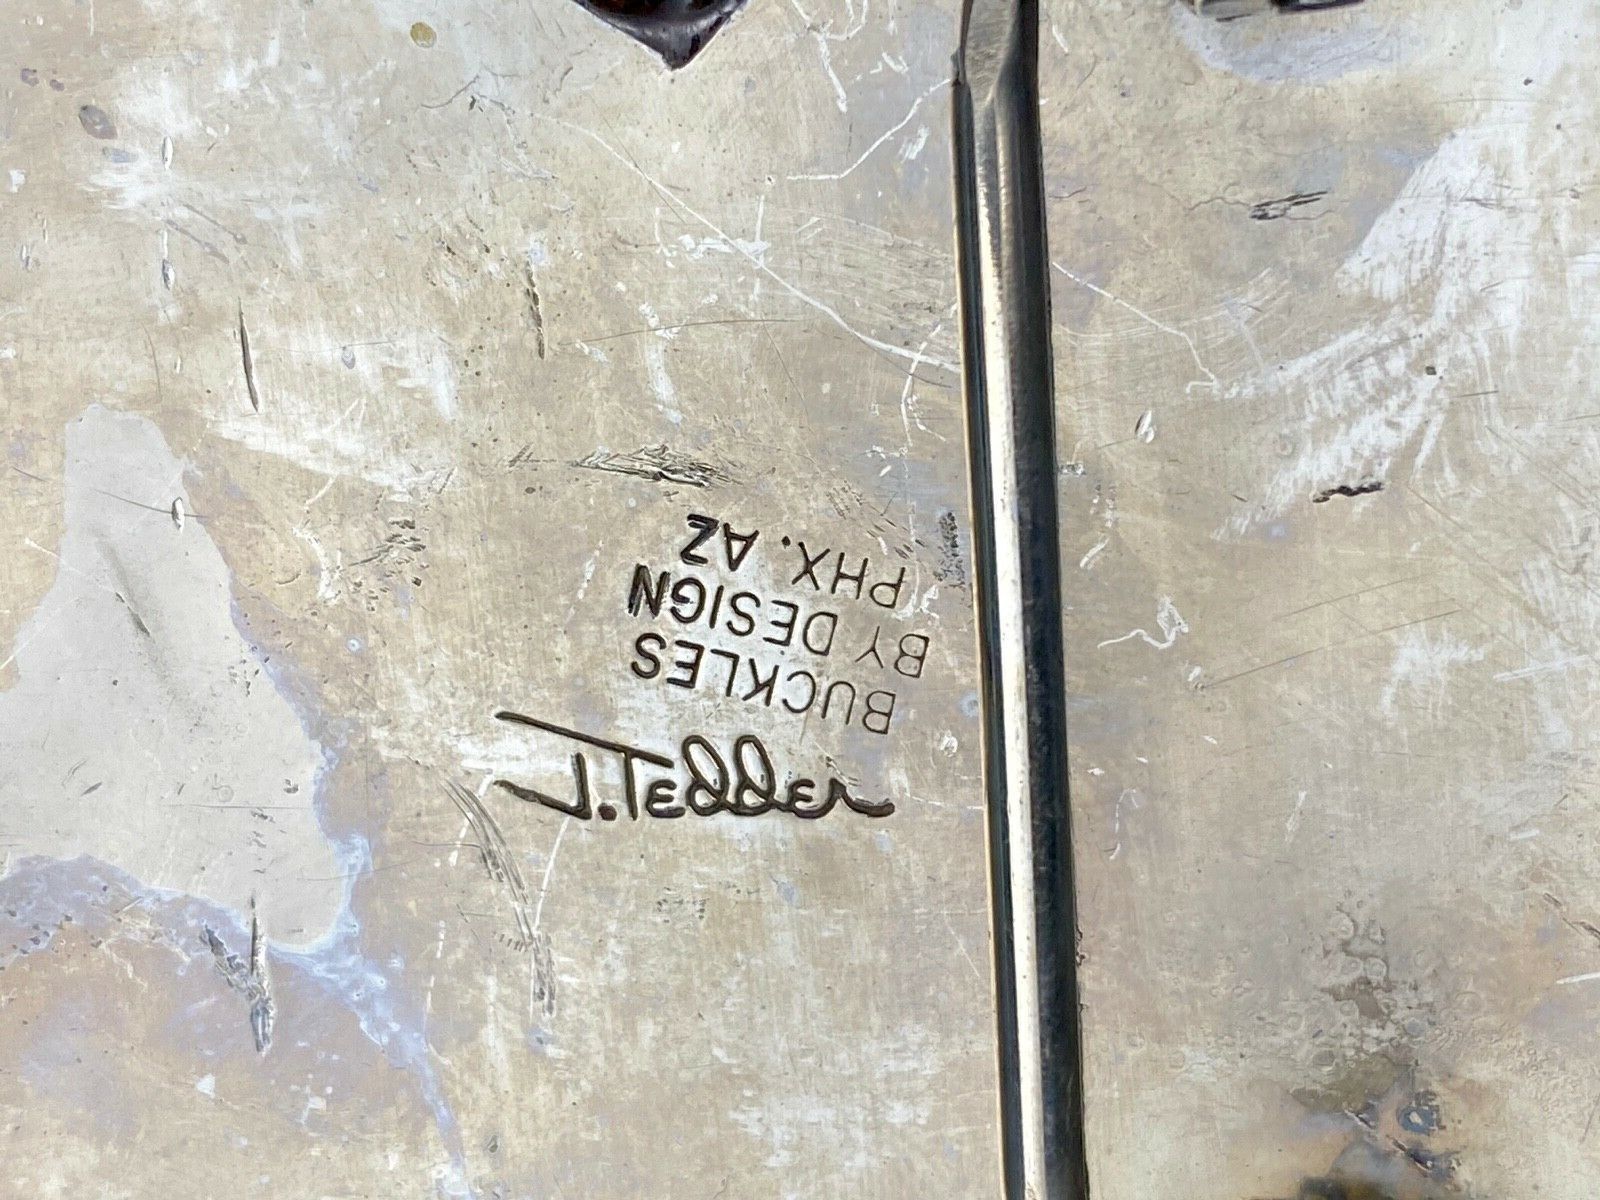 J.Tedder
BUCKLES
BY DESIGN
PHX. AZ